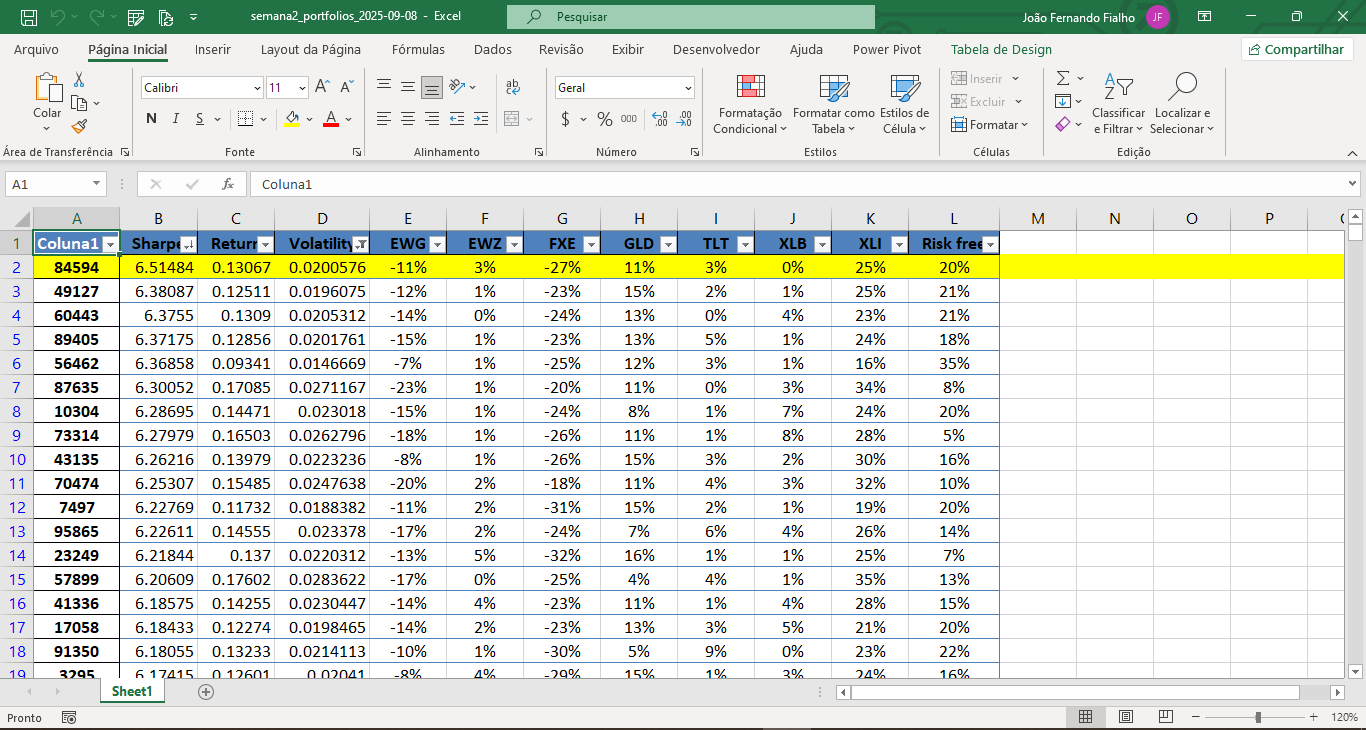 semana2_portfolios_2025-09-08 - Excel
Pesquisar
João Fernando Fialho JF
Arquivo Página Inicial Inserir Layout da Página Fórmulas Dados Revisão Exibir Desenvolvedor Ajuda Power Pivot Tabela de Design Compartilhar
Colar
Área de Transferência
Calibri 11
N I S
Fonte
ab
Alinhamento
Geral
$ % 000
Número
Formatação Condicional
Formatar como Tabela
Estilos de Célula
Estilos
Inserir
Excluir
Formatar
Células
Classificar e Filtrar
Localizar e Selecionar
Edição
A1 fx Coluna1
A B C D E F G H I J K L M N O P
1 Coluna1 Sharpe Return Volatility EWG EWZ FXE GLD TLT XLB XLI Risk free
2 84594 6.51484 0.13067 0.0200576 -11% 3% -27% 11% 3% 0% 25% 20%
3 49127 6.38087 0.12511 0.0196075 -12% 1% -23% 15% 2% 1% 25% 21%
4 60443 6.3755 0.1309 0.0205312 -14% 0% -24% 13% 0% 4% 23% 21%
5 89405 6.37175 0.12856 0.0201761 -15% 1% -23% 13% 5% 1% 24% 18%
6 56462 6.36858 0.09341 0.0146669 -7% 1% -25% 12% 3% 1% 16% 35%
7 87635 6.30052 0.17085 0.0271167 -23% 1% -20% 11% 0% 3% 34% 8%
8 10304 6.28695 0.14471 0.023018 -15% 1% -24% 8% 1% 7% 24% 20%
9 73314 6.27979 0.16503 0.0262796 -18% 1% -26% 11% 1% 8% 28% 5%
10 43135 6.26216 0.13979 0.0223236 -8% 1% -26% 15% 3% 2% 30% 16%
11 70474 6.25307 0.15485 0.0247638 -20% 2% -18% 11% 4% 3% 32% 10%
12 7497 6.22769 0.11732 0.0188382 -11% 2% -31% 15% 2% 1% 19% 20%
13 95865 6.22611 0.14555 0.023378 -17% 2% -24% 7% 6% 4% 26% 14%
14 23249 6.21844 0.137 0.0220312 -13% 5% -32% 16% 1% 1% 25% 7%
15 57899 6.20609 0.17602 0.0283622 -17% 0% -25% 4% 4% 1% 35% 13%
16 41336 6.18575 0.14255 0.0230447 -14% 4% -23% 11% 1% 4% 28% 15%
17 17058 6.18433 0.12274 0.0198465 -14% 2% -23% 13% 3% 5% 21% 20%
18 91350 6.18055 0.13233 0.0214113 -10% 1% -30% 5% 9% 0% 23% 22%
19 3295 6.17415 0.12601 0.02041 -8% 4% -29% 15% 1% 3% 24% 16%
Sheet1
Pronto
120%